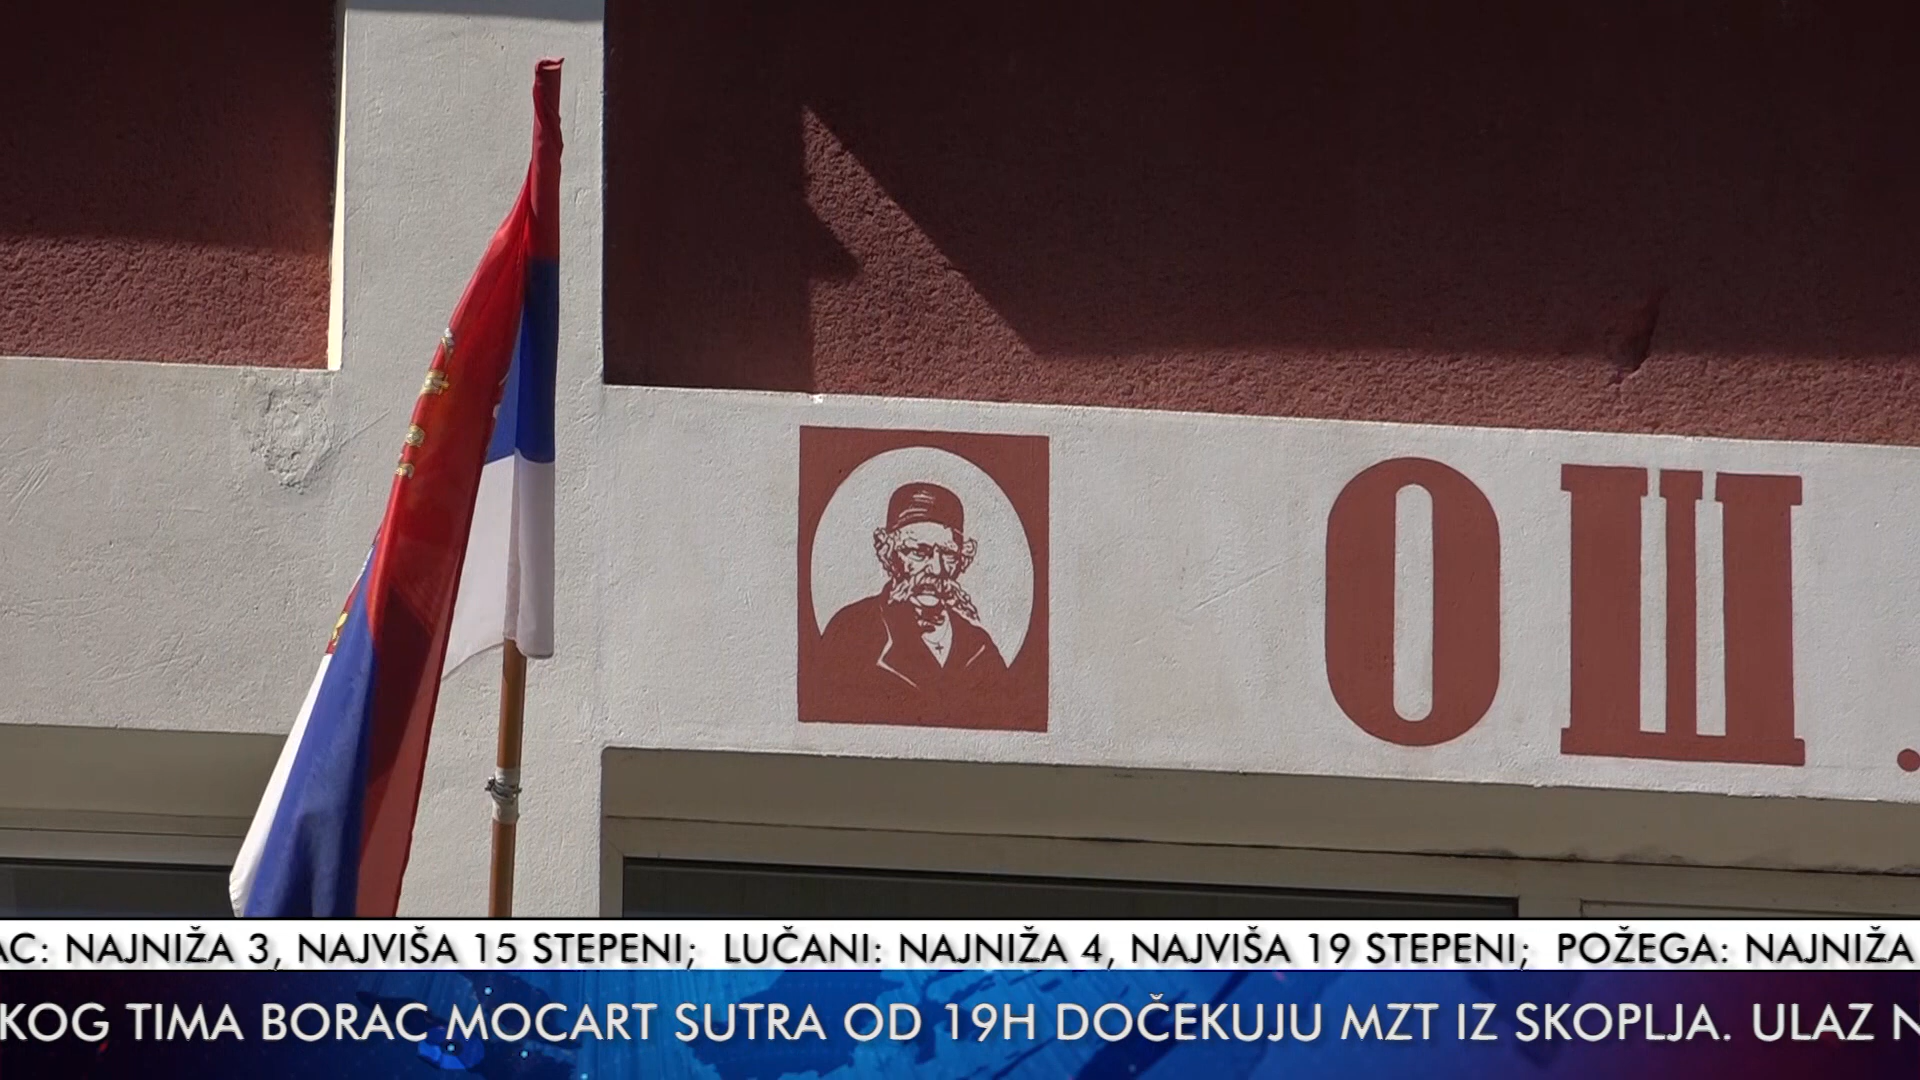 ОШ.
AC: NAJNIŽA 3, NAJVIŠA 15 STEPENI; LUČANI: NAJNIŽA 4, NAJVIŠA 19 STEPENI; POŽEGA: NAJNIŽA
KOG TIMA BORAC MOCART SUTRA OD 19H DOČEKUJU MZT IZ SKOPLJA. ULAZ N